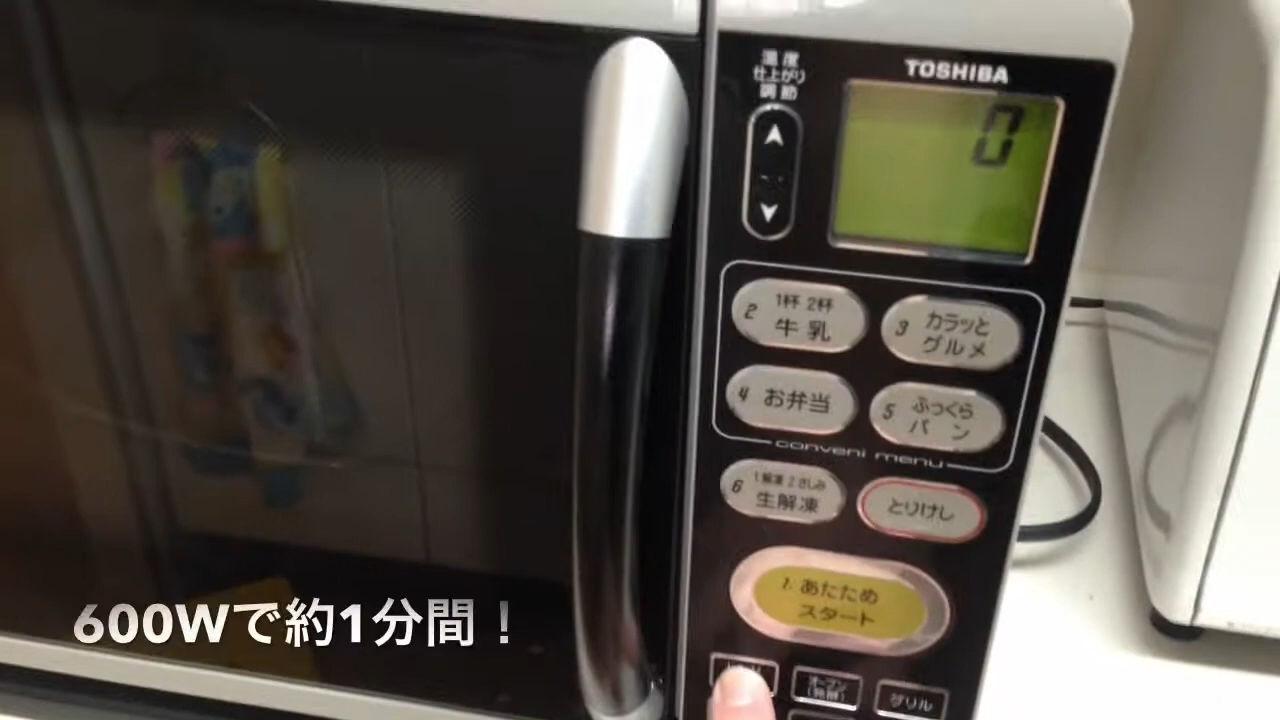 温度
仕上がり
調節
TOSHIBA
0
2 1杯 2杯
牛乳
3 カラッと
グルメ
4 お弁当
5 ふっくら
パン
conveni menu
6 1.解凍 2.さしみ
生解凍
とりけし
1. あたため
スタート
オーブン
(発酵)
グリル
600Wで約1分間！